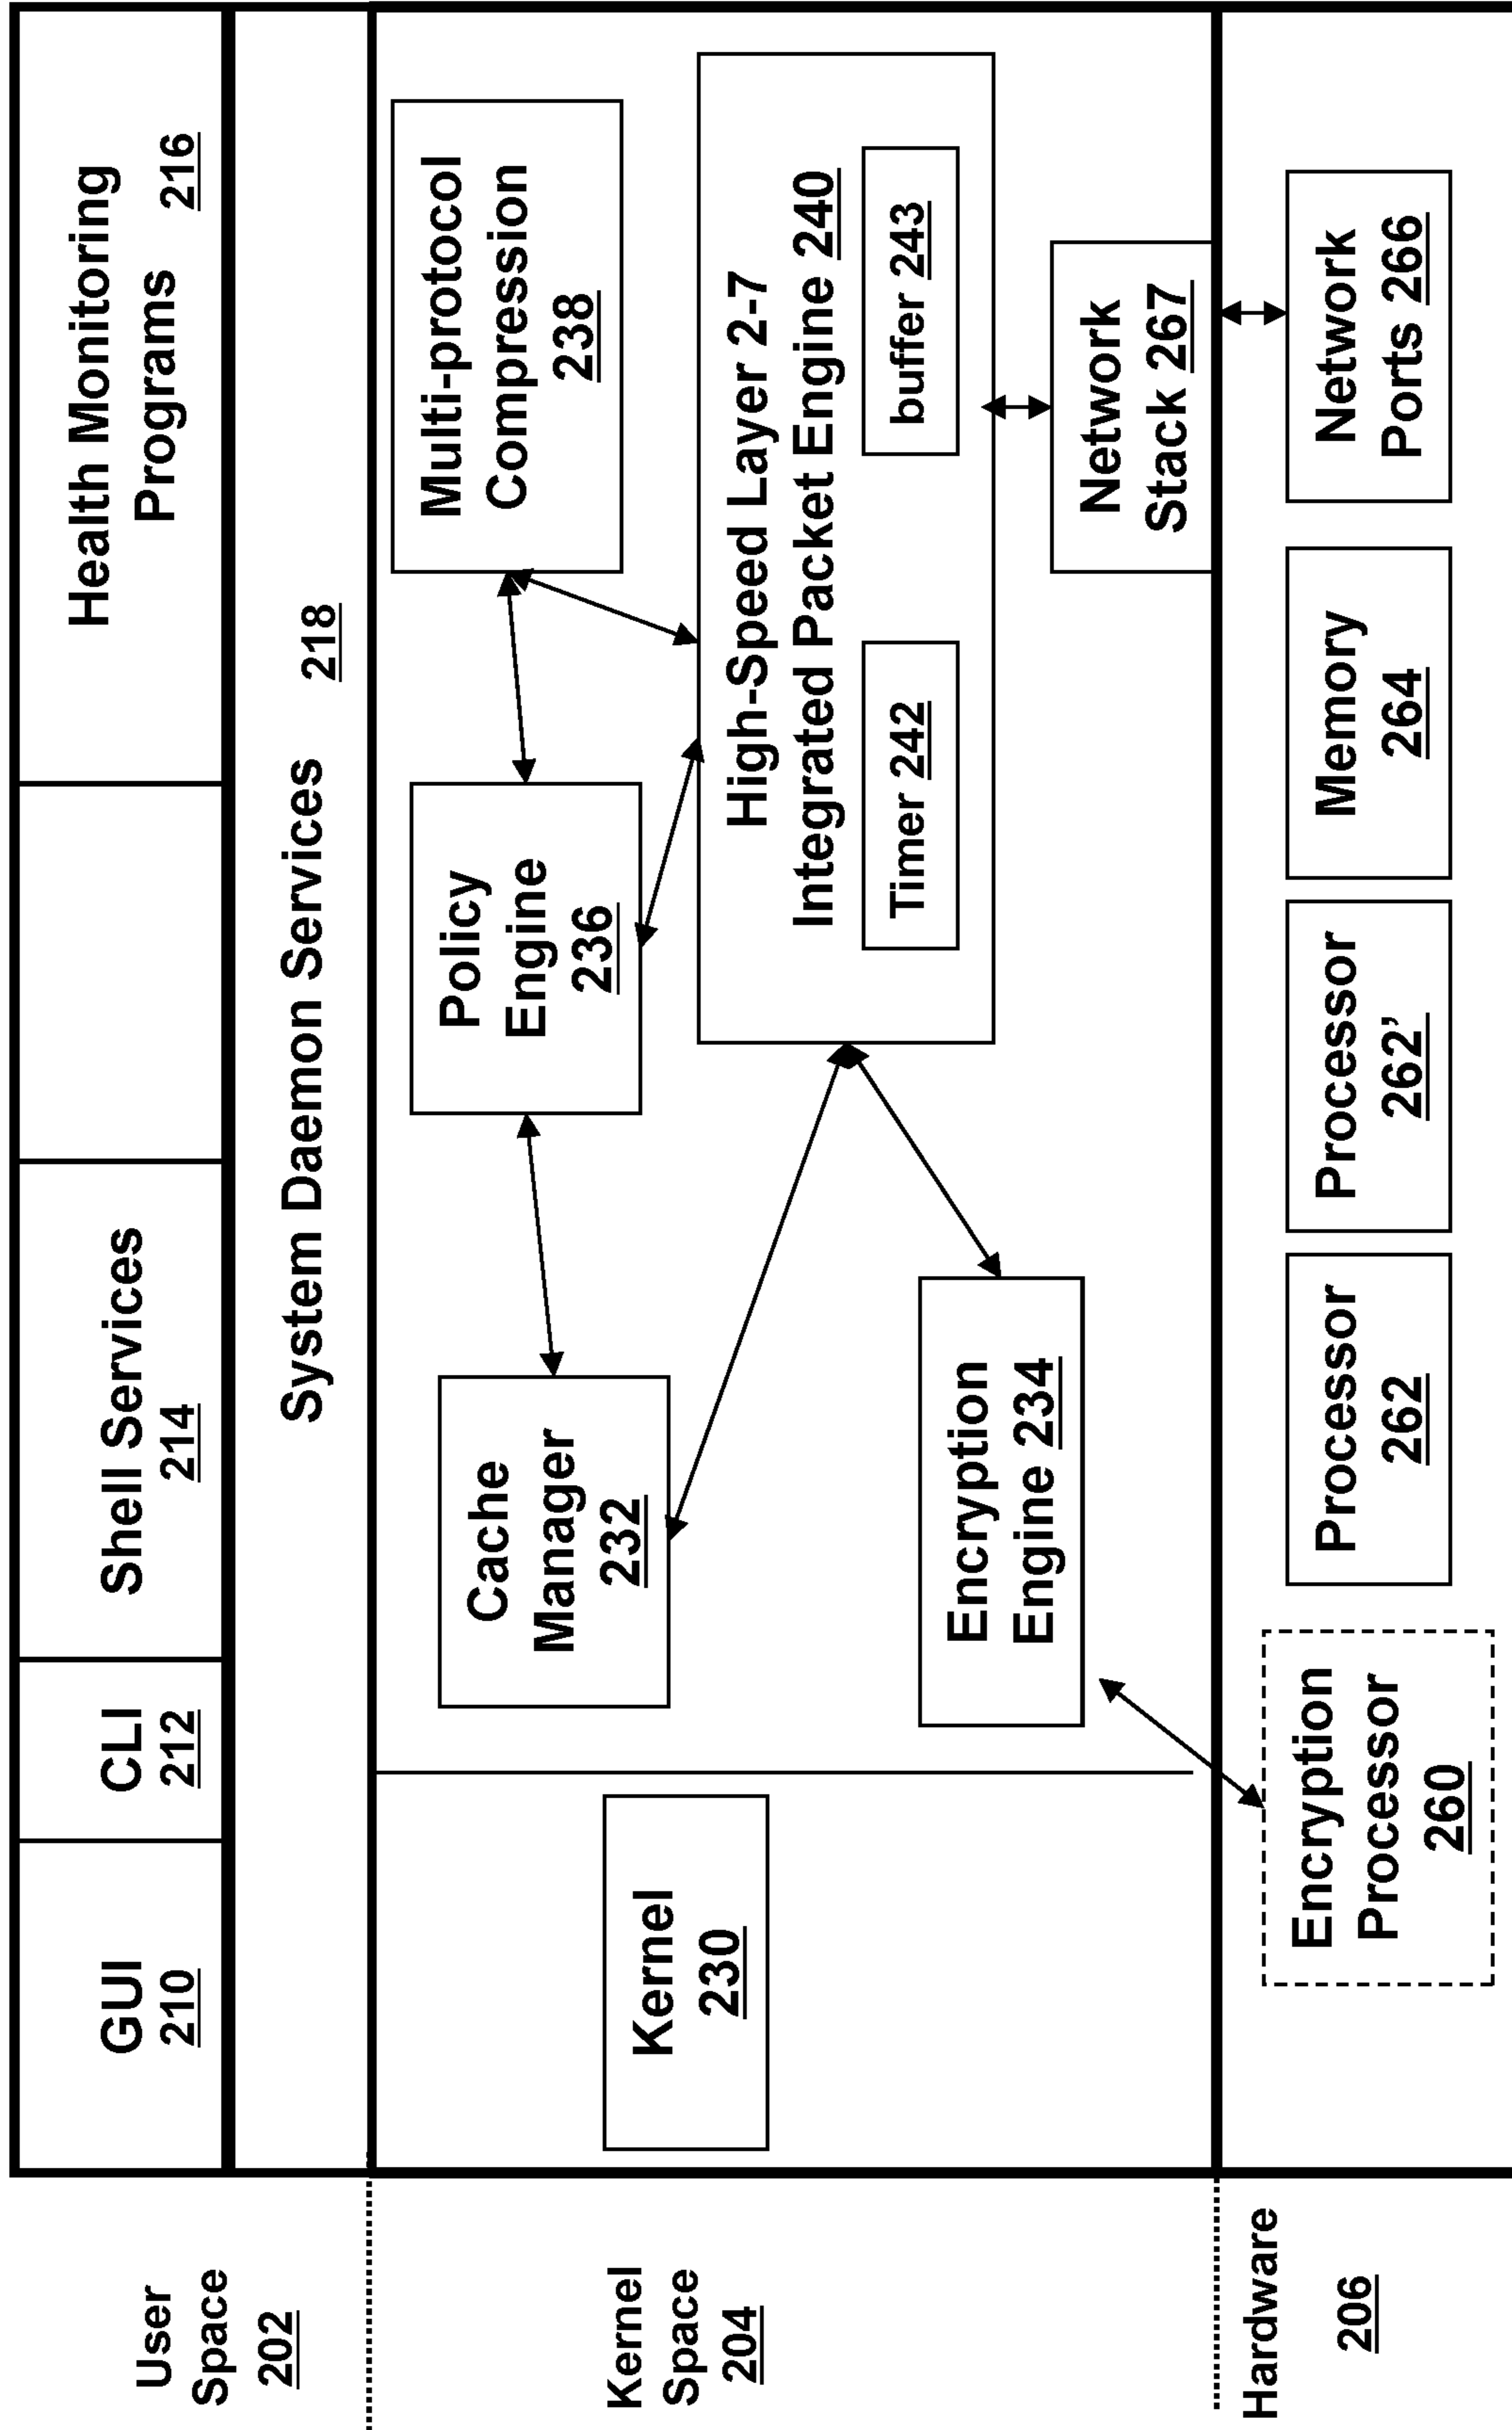 User
Space
202
GUI
210
CLI
212
Shell Services
214
Health Monitoring
Programs 216
System Daemon Services 218
Kernel
Space
204
Kernel
230
Cache
Manager
232
Policy
Engine
236
Multi-protocol
Compression
238
High-Speed Layer 2-7
Integrated Packet Engine 240
Timer 242
buffer 243
Encryption
Engine 234
Network
Stack 267
Hardware
206
Encryption
Processor
260
Processor
262
Processor
262’
Memory
264
Network
Ports 266